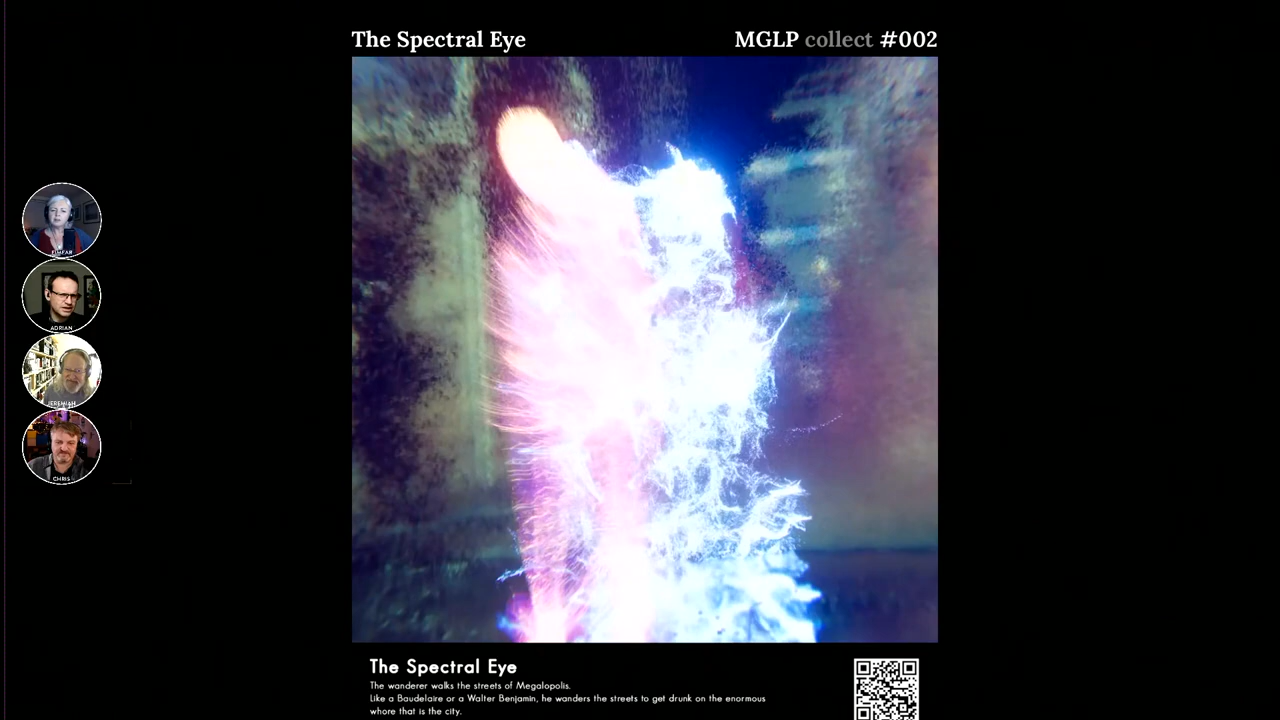 The Spectral Eye
MGLP collect #002
EIMEAR
ADRIAN
JEREMIAH
CHRIS
The Spectral Eye
The wanderer walks the streets of Megalopolis.
Like a Baudelaire or a Walter Benjamin, he wanders the streets to get drunk on the enormous
whore that is the city.